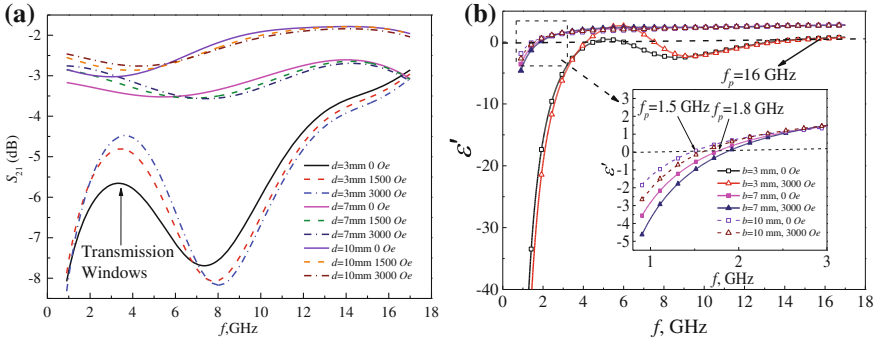 (a)
-2
-3
-4
-5
-6
-7
-8
S21 (dB)
Transmission
Windows
d=3mm 0 Oe
d=3mm 1500 Oe
d=3mm 3000 Oe
d=7mm 0 Oe
d=7mm 1500 Oe
d=7mm 3000 Oe
d=10mm 0 Oe
d=10mm 1500 Oe
d=10mm 3000 Oe
0 2 4 6 8 10 12 14 16 18
f,GHz
(b)
0
-10
-20
-30
-40
ε'
fp=16 GHz
fp=1.5 GHz
fp=1.8 GHz
3
2
1
0
-1
-2
-3
-4
-5
ε'
b=3 mm, 0 Oe
b=3 mm, 3000 Oe
b=7 mm, 0 Oe
b=7 mm, 3000 Oe
b=10 mm, 0 Oe
b=10 mm, 3000 Oe
1 2 3
f, GHz
0 2 4 6 8 10 12 14 16 18
f, GHz